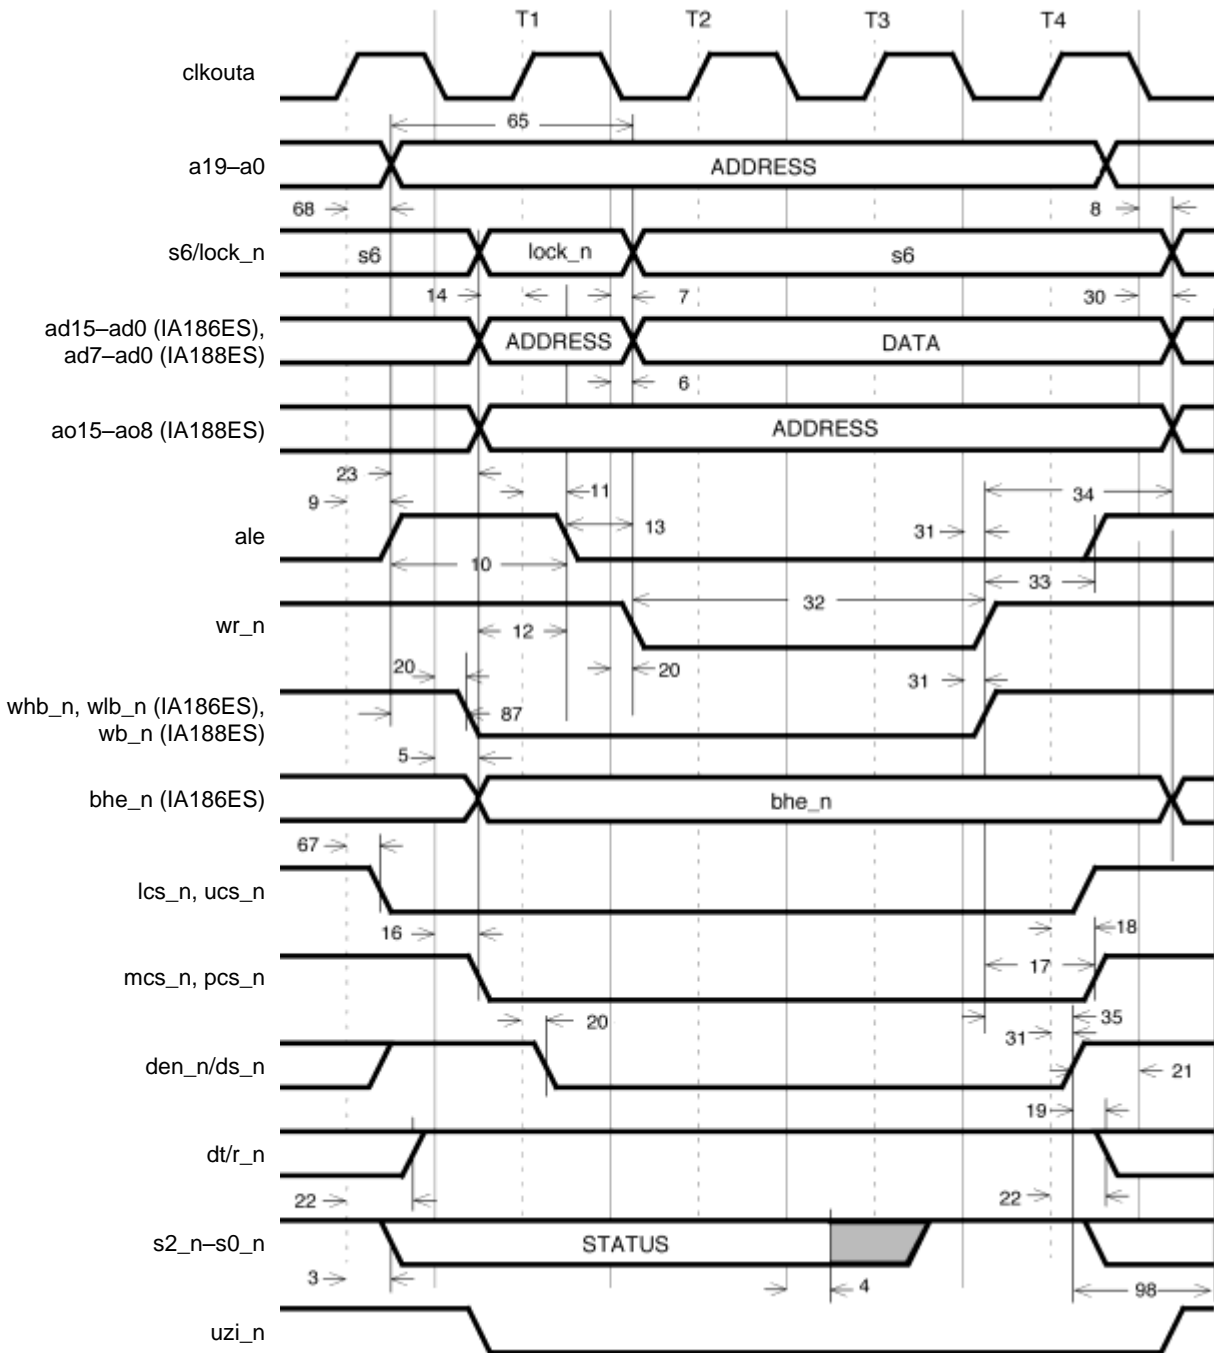 T1 T2 T3 T4
clkouta
65
a19–a0 ADDRESS
68 8
s6/lock_n s6 lock_n s6
14 7 30
ad15–ad0 (IA186ES),
ad7–ad0 (IA188ES) ADDRESS DATA
6
ao15–ao8 (IA188ES) ADDRESS
23
9 11 34
ale 13 31
10 33
32
wr_n 12
20 20 31
whb_n, wlb_n (IA186ES),
wb_n (IA188ES) 87
5
bhe_n (IA186ES) bhe_n
67
lcs_n, ucs_n
16 18
mcs_n, pcs_n 17
20 35
31
den_n/ds_n 21
19
dt/r_n
22 22
s2_n–s0_n STATUS
3 4 98
uzi_n